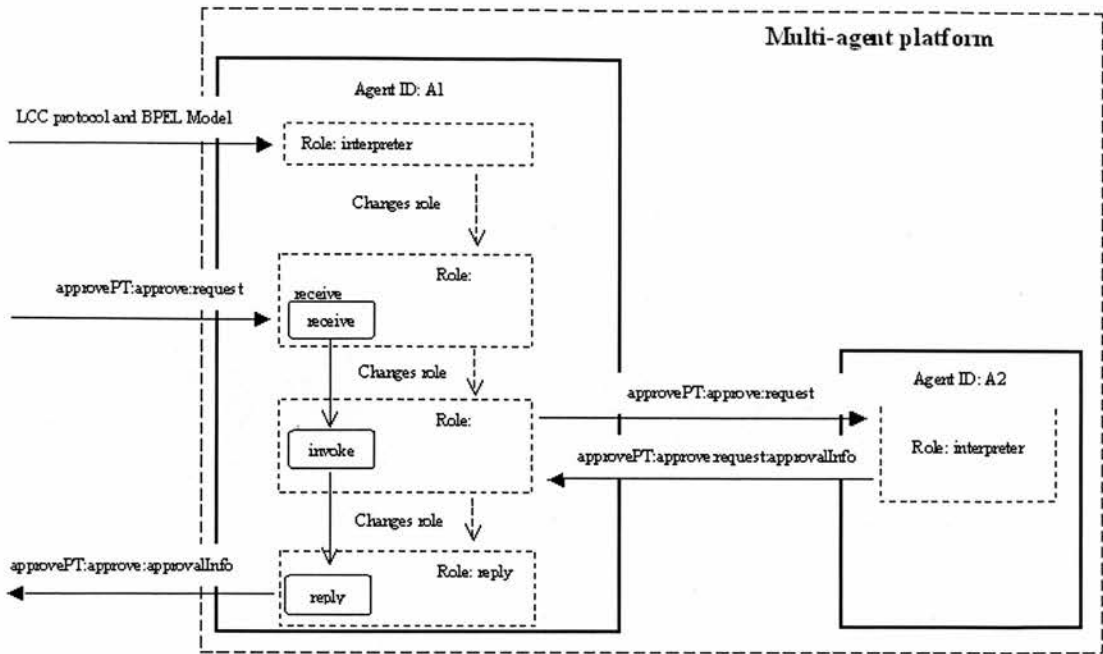 Multi-agent platform
Agent ID: A1
LCC protocol and BPEL Model
Role: interpreter
Changes role
Role:
approvePT:approve:request
receive
receive
Changes role
Agent ID: A2
approvePT:approve:request
Role:
invoke
Role: interpreter
approvePT:approve:request:approvalInfo
Changes role
approvePT:approve:approvalInfo
Role: reply
reply